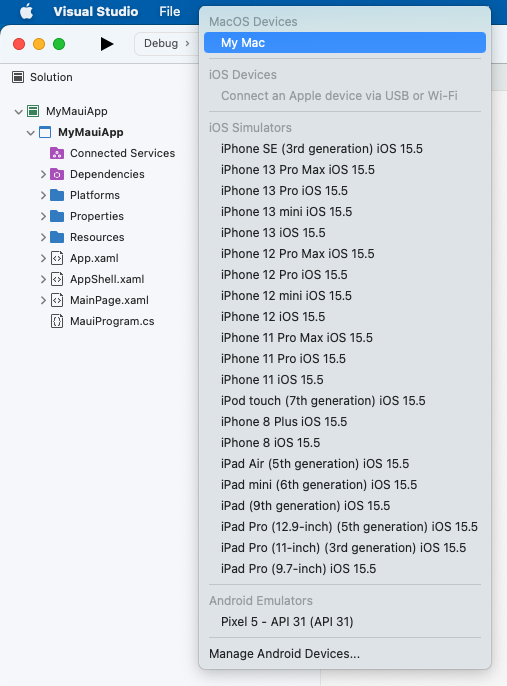 Visual Studio File
MacOS Devices
My Mac
Debug
iOS Devices
Connect an Apple device via USB or Wi-Fi
Solution
iOS Simulators
iPhone SE (3rd generation) iOS 15.5
iPhone 13 Pro Max iOS 15.5
iPhone 13 Pro iOS 15.5
iPhone 13 mini iOS 15.5
iPhone 13 iOS 15.5
iPhone 12 Pro Max iOS 15.5
iPhone 12 Pro iOS 15.5
iPhone 12 mini iOS 15.5
iPhone 12 iOS 15.5
iPhone 11 Pro Max iOS 15.5
iPhone 11 Pro iOS 15.5
iPhone 11 iOS 15.5
iPod touch (7th generation) iOS 15.5
iPhone 8 Plus iOS 15.5
iPhone 8 iOS 15.5
iPad Air (5th generation) iOS 15.5
iPad mini (6th generation) iOS 15.5
iPad (9th generation) iOS 15.5
iPad Pro (12.9-inch) (5th generation) iOS 15.5
iPad Pro (11-inch) (3rd generation) iOS 15.5
iPad Pro (9.7-inch) iOS 15.5
Android Emulators
Pixel 5 - API 31 (API 31)
Manage Android Devices...
MyMauiApp
MyMauiApp
Connected Services
Dependencies
Platforms
Properties
Resources
App.xaml
AppShell.xaml
MainPage.xaml
MauiProgram.cs